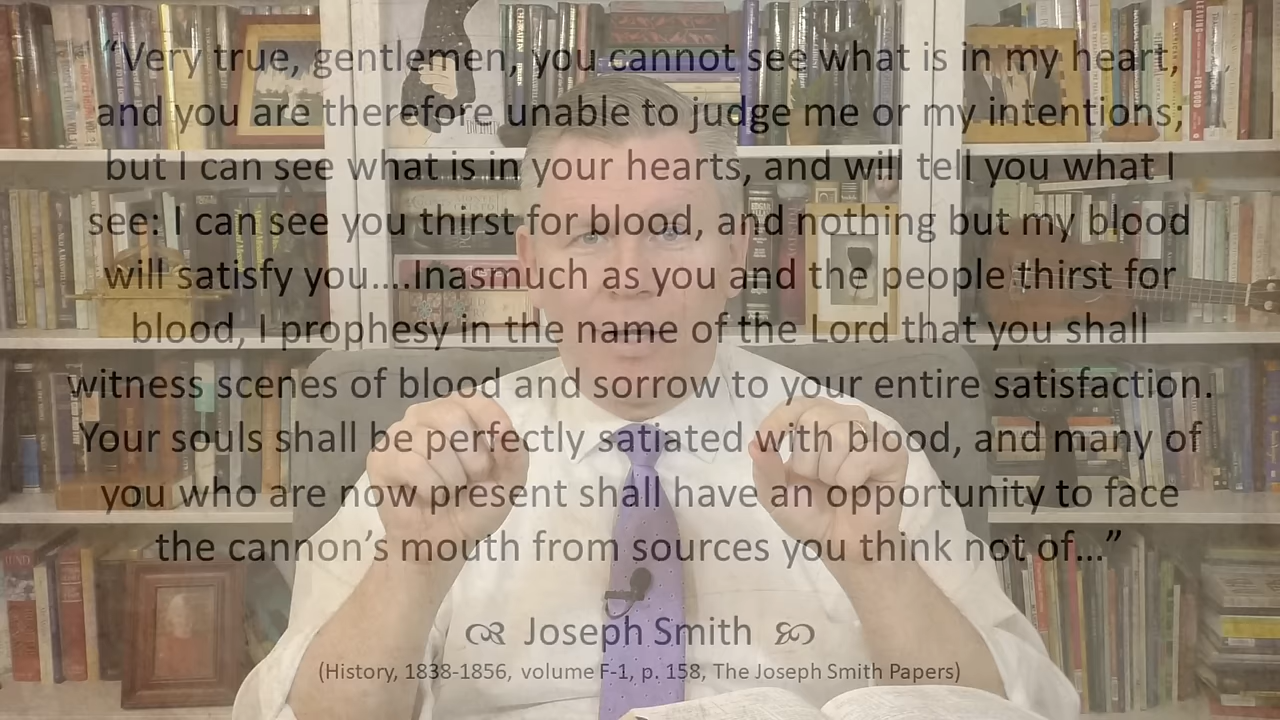 “Very true, gentlemen, you cannot see what is in my heart,
and you are therefore unable to judge me or my intentions;
but I can see what is in your hearts, and will tell you what I
see: I can see you thirst for blood, and nothing but my blood
will satisfy you....Inasmuch as you and the people thirst for
blood, I prophesy in the name of the Lord that you shall
witness scenes of blood and sorrow to your entire satisfaction.
Your souls shall be perfectly satiated with blood, and many of
you who are now present shall have an opportunity to face
the cannon’s mouth from sources you think not of...”
Joseph Smith
(History, 1838-1856, volume F-1, p. 158, The Joseph Smith Papers)